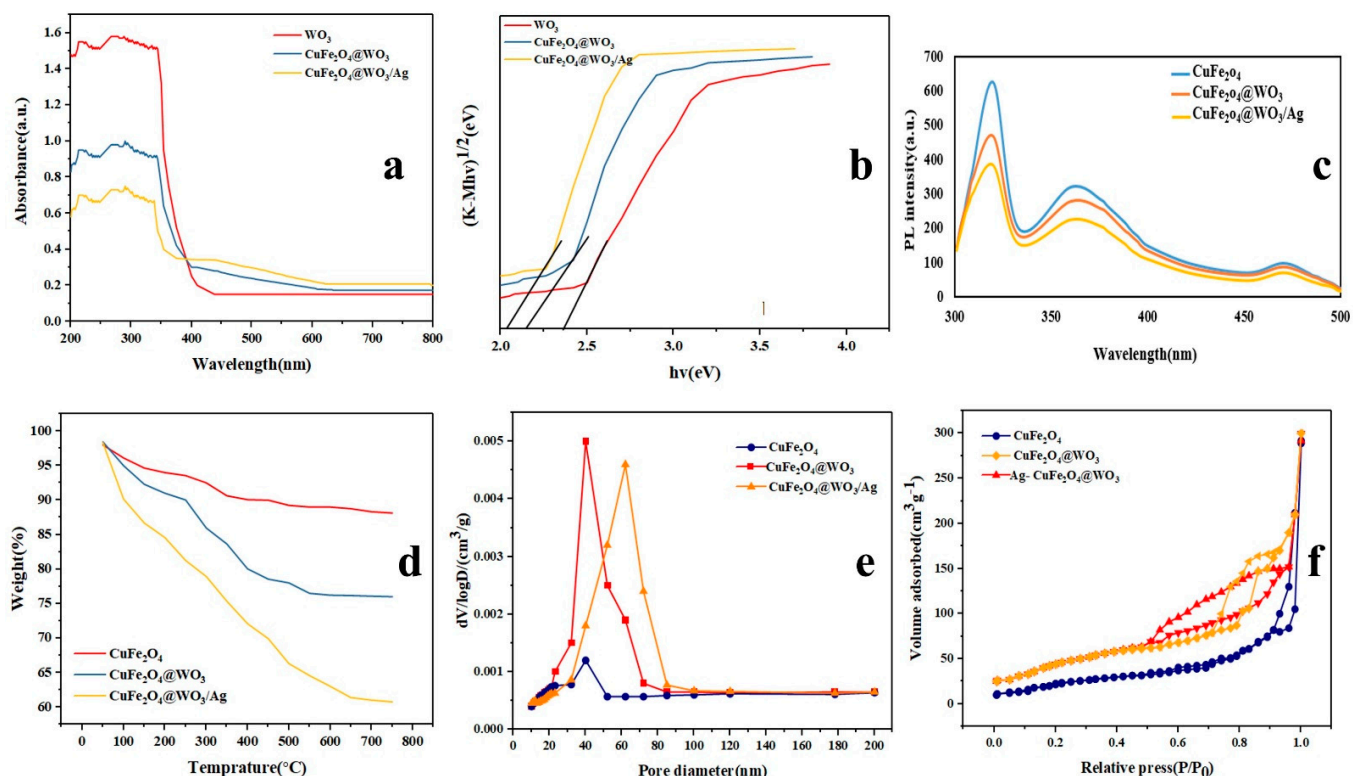 1.6
1.4
1.2
1.0
0.8
0.6
0.4
0.2
0.0
Absorbance(a.u.)
WO₃
CuFe₂O₄@WO₃
CuFe₂O₄@WO₃/Ag
a
200 300 400 500 600 700 800
Wavelength(nm)
(K-Mhv)^1/2(eV)
WO₃
CuFe₂O₄@WO₃
CuFe₂O₄@WO₃/Ag
b
2.0 2.5 3.0 3.5 4.0
hv(eV)
700
600
500
400
300
200
100
0
PL intensity(a.u.)
CuFe₂o₄
CuFe₂o₄@WO₃
CuFe₂o₄@WO₃/Ag
c
300 350 400 450 500
Wavelength(nm)
100
95
90
85
80
75
70
65
60
Weight(%)
d
CuFe₂O₄
CuFe₂O₄@WO₃
CuFe₂O₄@WO₃/Ag
0 100 200 300 400 500 600 700 800
Temprature(°C)
0.005
0.004
0.003
0.002
0.001
0.000
dV/logD/(cm³/g)
CuFe₂O₄
CuFe₂O₄@WO₃
CuFe₂O₄@WO₃/Ag
e
0 20 40 60 80 100 120 140 160 180 200
Pore diameter(nm)
300
250
200
150
100
50
0
Volume adsorbed(cm³g⁻¹)
CuFe₂O₄
CuFe₂O₄@WO₃
Ag- CuFe₂O₄@WO₃
f
0.0 0.2 0.4 0.6 0.8 1.0
Relative press(P/P₀)